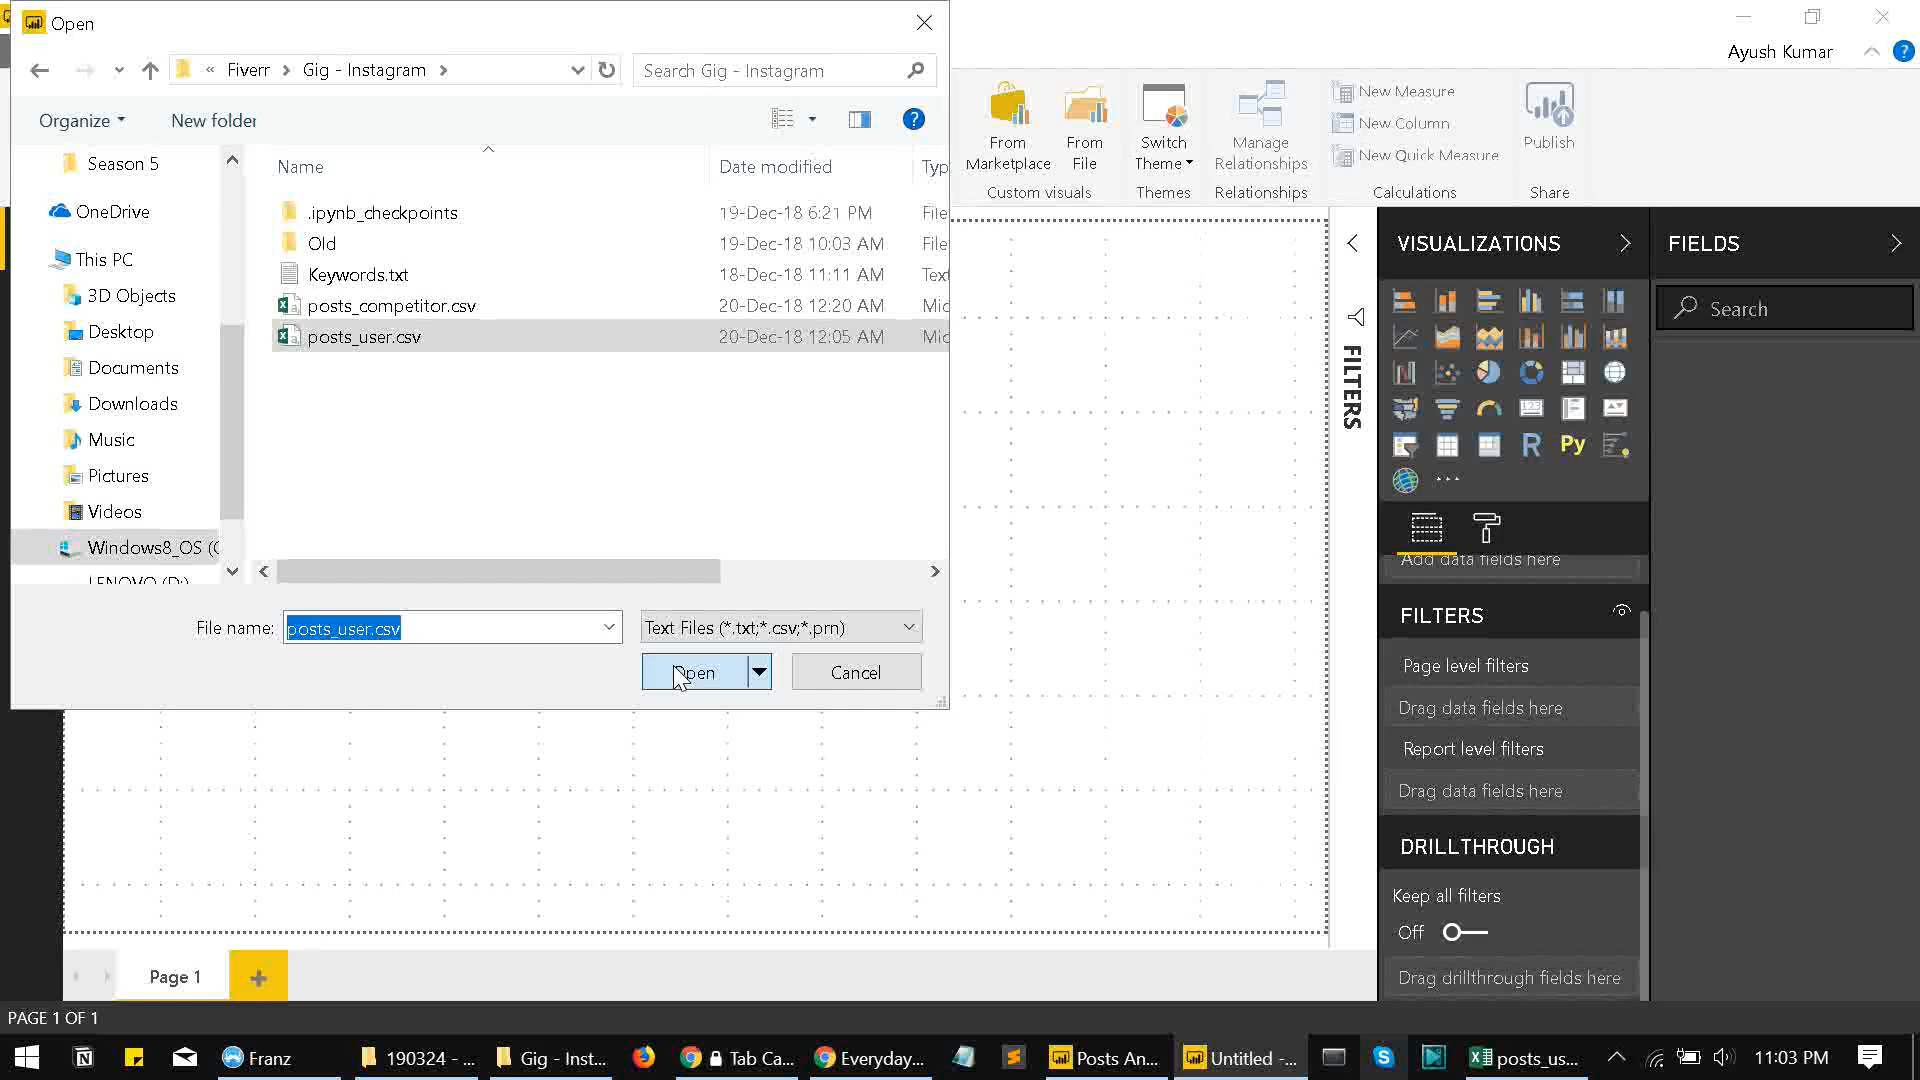 Open
« Fiverr > Gig - Instagram >
Search Gig - Instagram
Ayush Kumar
Organize
New folder
Name
Date modified
Typ
Season 5
OneDrive
This PC
3D Objects
Desktop
Documents
Downloads
Music
Pictures
Videos
Windows8_OS (C
LENOVO (D:)
.ipynb_checkpoints 19-Dec-18 6:21 PM File
Old 19-Dec-18 10:03 AM File
Keywords.txt 18-Dec-18 11:11 AM Text
posts_competitor.csv 20-Dec-18 12:20 AM Mic
posts_user.csv 20-Dec-18 12:05 AM Mic
File name: posts_user.csv
Text Files (*.txt;*.csv;*.prn)
Open
Cancel
From Marketplace
From File
Custom visuals
Switch Theme
Themes
Manage Relationships
Relationships
New Measure
New Column
New Quick Measure
Calculations
Publish
Share
FILTERS
VISUALIZATIONS
R
Py
123
Add data fields here
FILTERS
Page level filters
Drag data fields here
Report level filters
Drag data fields here
DRILLTHROUGH
Keep all filters
Off
Drag drillthrough fields here
FIELDS
Search
Page 1
+
PAGE 1 OF 1
Franz
190324 - ...
Gig - Inst...
Tab Ca...
Everyday...
Posts An...
Untitled -...
posts_us...
11:03 PM